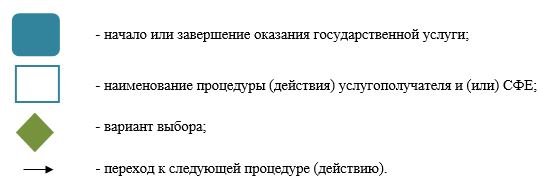 - начало или завершение оказания государственной услуги;
- наименование процедуры (действия) услугополучателя и (или) СФЕ;
- вариант выбора;
- переход к следующей процедуре (действию).